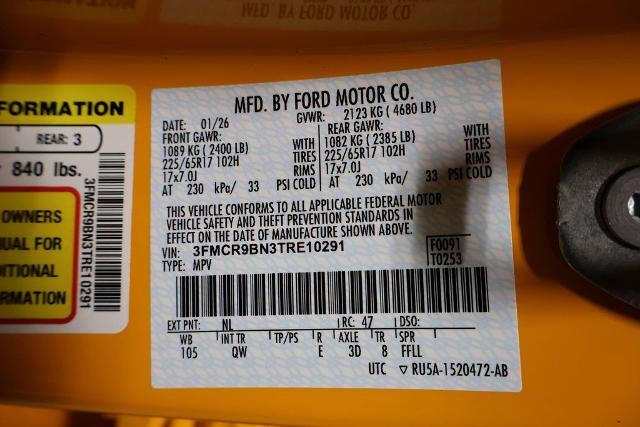 FORMATION
REAR: 3
840 lbs.
OWNERS
UAL FOR
DITIONAL
RMATION
3FMCR9BN3TRE10291
MFD. BY FORD MOTOR CO.
DATE: 01/26 GVWR: 2123 KG ( 4680 LB)
FRONT GAWR: REAR GAWR:
1089 KG ( 2400 LB) WITH 1082 KG ( 2385 LB) WITH
225/65R17 102H TIRES 225/65R17 102H TIRES
17x7.0J RIMS 17x7.0J RIMS
AT 230 kPa/ 33 PSI COLD AT 230 kPa/ 33 PSI COLD
THIS VEHICLE CONFORMS TO ALL APPLICABLE FEDERAL MOTOR
VEHICLE SAFETY AND THEFT PREVENTION STANDARDS IN
EFFECT ON THE DATE OF MANUFACTURE SHOWN ABOVE.
VIN: 3FMCR9BN3TRE10291 F0091
TYPE: MPV T0253
EXT PNT: NL RC: 47 DSO:
WB INT TR TP/PS R AXLE TR SPR
105 QW E 3D 8 FFLL
UTC ▽ RU5A-1520472-AB